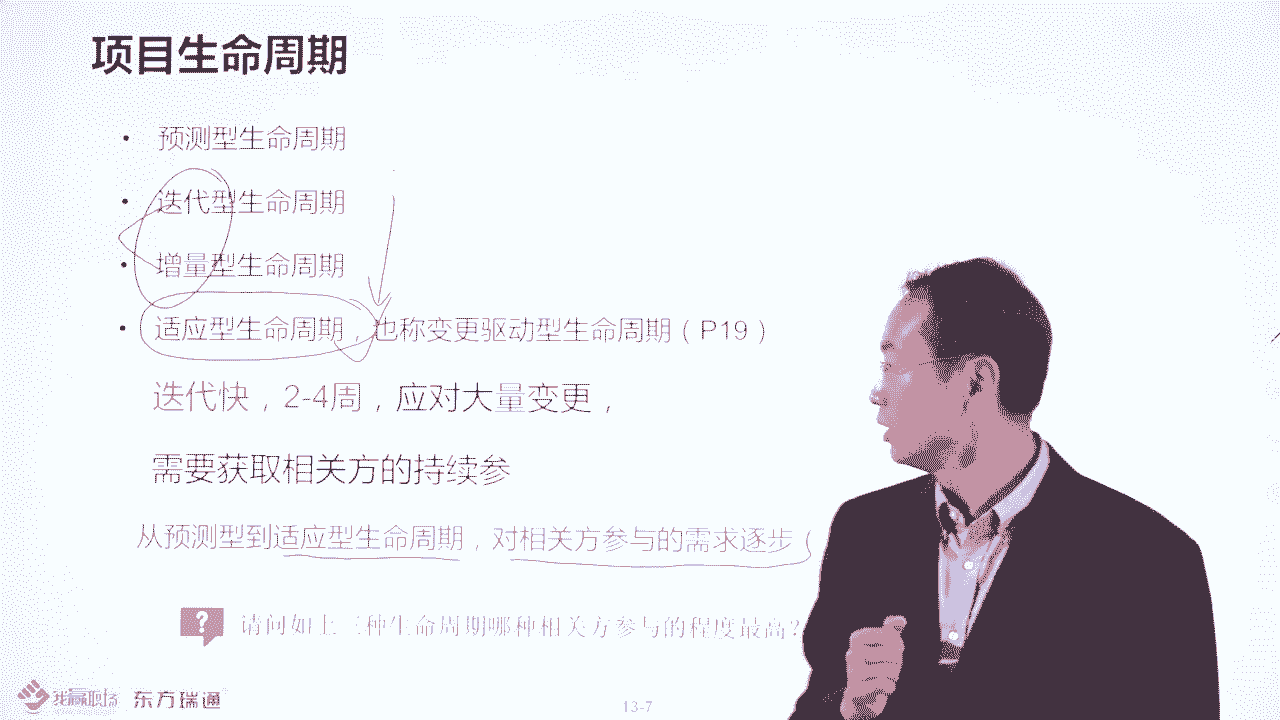 项目生命周期
• 预测型生命周期
• 迭代型生命周期
• 增量型生命周期
• 适应型生命周期，也称变更驱动型生命周期（P19）
迭代快，2-4周，应对大量变更，
需要获取相关方的持续参
从预测型到适应型生命周期，对相关方参与的需求逐步（
? 请问如上三种生命周期哪种相关方参与的程度最高？
东方瑞通
13-7